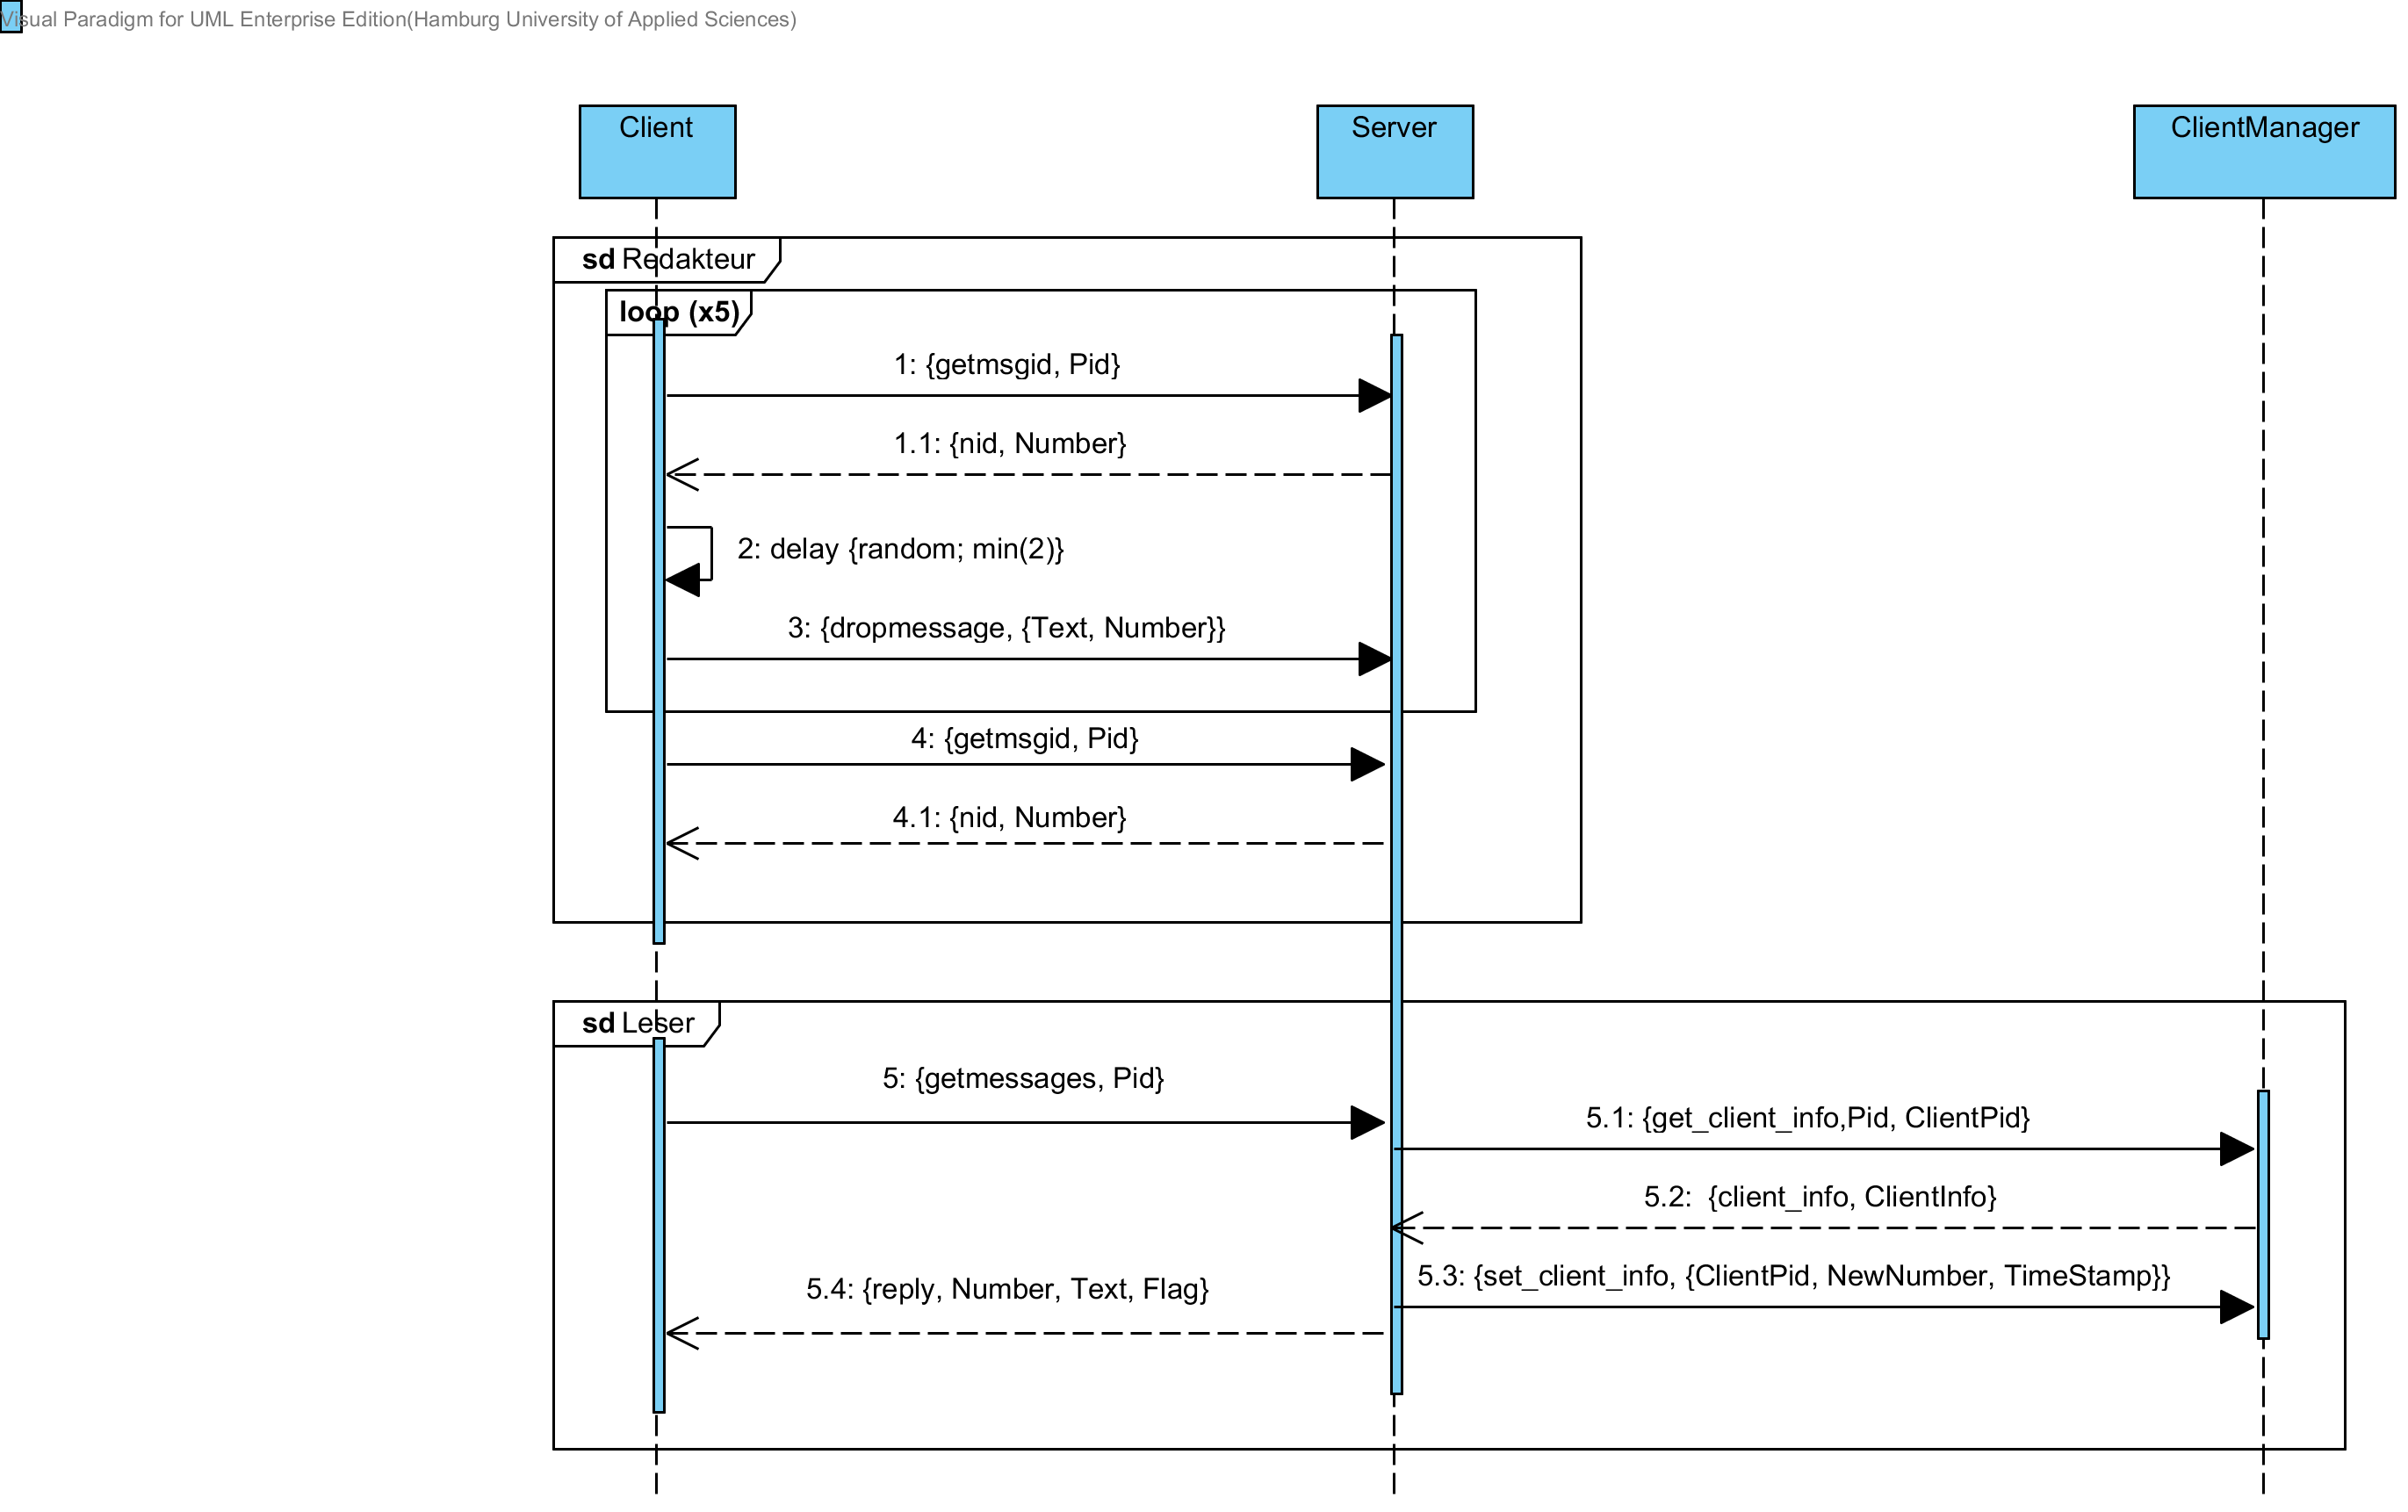 Visual Paradigm for UML Enterprise Edition(Hamburg University of Applied Sciences)
Client
Server
ClientManager
sd Redakteur
loop (x5)
1: {getmsgid, Pid}
1.1: {nid, Number}
2: delay {random; min(2)}
3: {dropmessage, {Text, Number}}
4: {getmsgid, Pid}
4.1: {nid, Number}
sd Leser
5: {getmessages, Pid}
5.1: {get_client_info,Pid, ClientPid}
5.2: {client_info, ClientInfo}
5.3: {set_client_info, {ClientPid, NewNumber, TimeStamp}}
5.4: {reply, Number, Text, Flag}